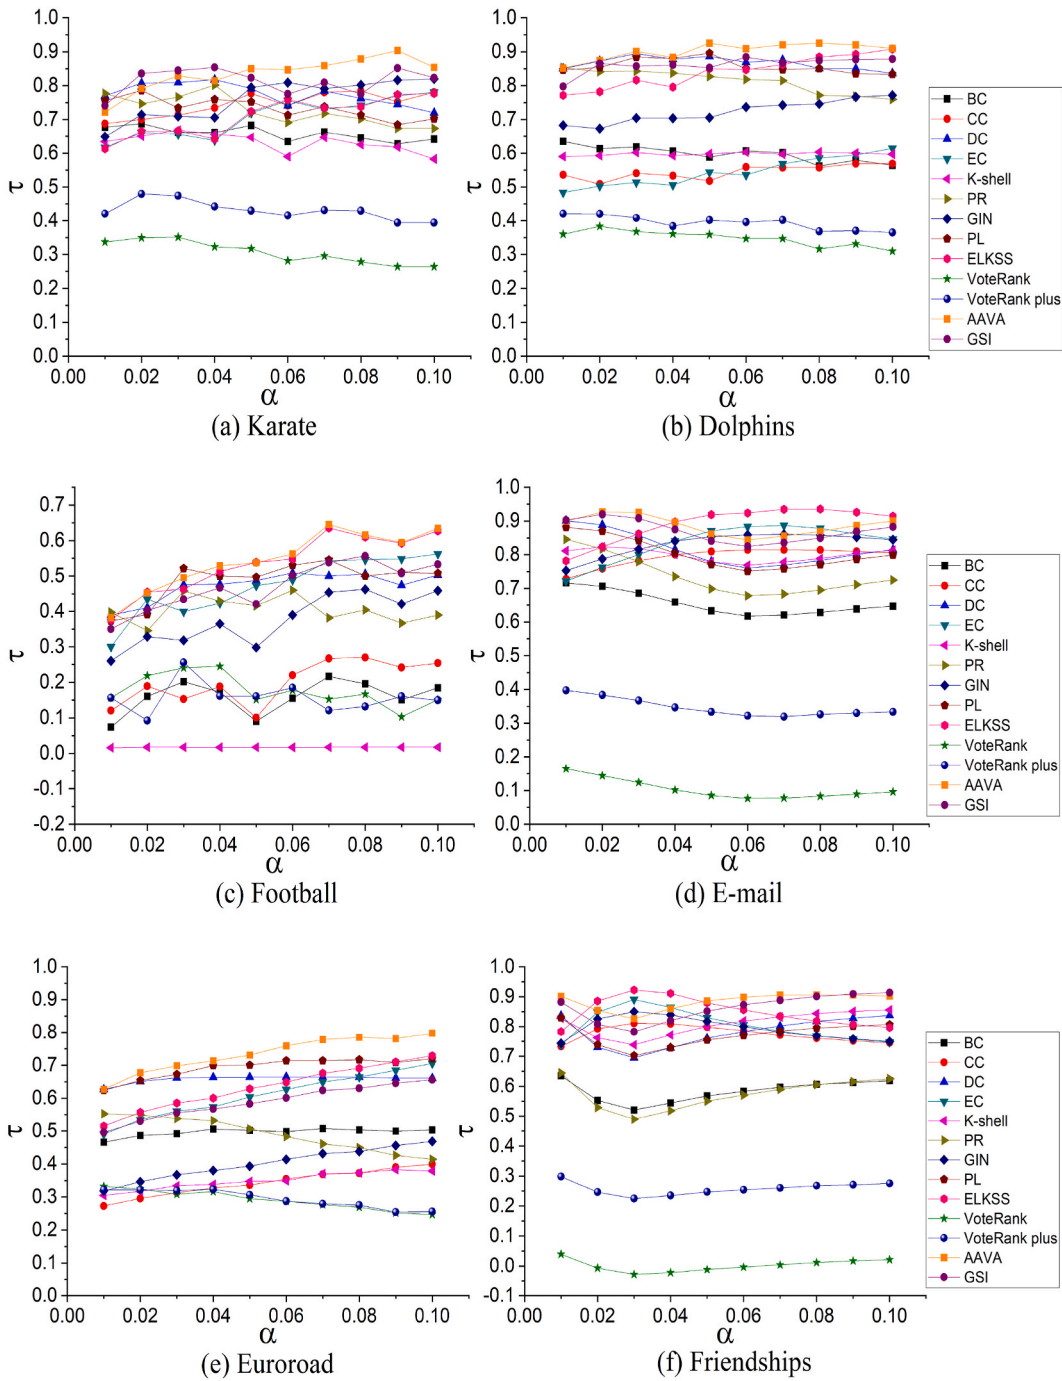 1.0
0.9
0.8
0.7
0.6
0.5
0.4
0.3
0.2
0.1
0.0
τ
0.00 0.02 0.04 0.06 0.08 0.10
α
(a) Karate
1.0
0.9
0.8
0.7
0.6
0.5
0.4
0.3
0.2
0.1
0.0
τ
0.00 0.02 0.04 0.06 0.08 0.10
α
(b) Dolphins
BC
CC
DC
EC
K-shell
PR
GIN
PL
ELKSS
VoteRank
VoteRank plus
AAVA
GSI
0.7
0.6
0.5
0.4
0.3
0.2
0.1
0.0
-0.1
-0.2
τ
0.00 0.02 0.04 0.06 0.08 0.10
α
(c) Football
1.0
0.9
0.8
0.7
0.6
0.5
0.4
0.3
0.2
0.1
0.0
τ
0.00 0.02 0.04 0.06 0.08 0.10
α
(d) E-mail
BC
CC
DC
EC
K-shell
PR
GIN
PL
ELKSS
VoteRank
VoteRank plus
AAVA
GSI
1.0
0.9
0.8
0.7
0.6
0.5
0.4
0.3
0.2
0.1
0.0
τ
0.00 0.02 0.04 0.06 0.08 0.10
α
(e) Euroroad
1.0
0.9
0.8
0.7
0.6
0.5
0.4
0.3
0.2
0.1
0.0
-0.1
τ
0.00 0.02 0.04 0.06 0.08 0.10
α
(f) Friendships
BC
CC
DC
EC
K-shell
PR
GIN
PL
ELKSS
VoteRank
VoteRank plus
AAVA
GSI